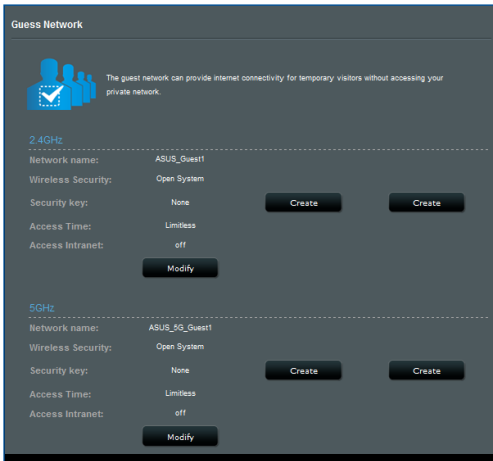 Guess Network
The guest network can provide internet connectivity for temporary visitors without accessing your
private network.
2.4GHz
Network name: ASUS_Guest1
Wireless Security: Open System
Security key: None Create Create
Access Time: Limitless
Access Intranet: off
Modify
5GHz
Network name: ASUS_5G_Guest1
Wireless Security: Open System
Security key: None Create Create
Access Time: Limitless
Access Intranet: off
Modify